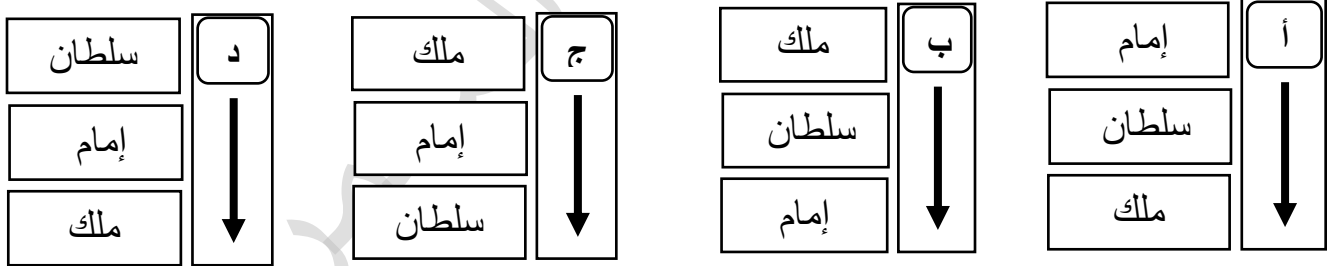 أ
إمام
سلطان
ملك
ب
ملك
سلطان
إمام
ج
ملك
إمام
سلطان
د
سلطان
إمام
ملك